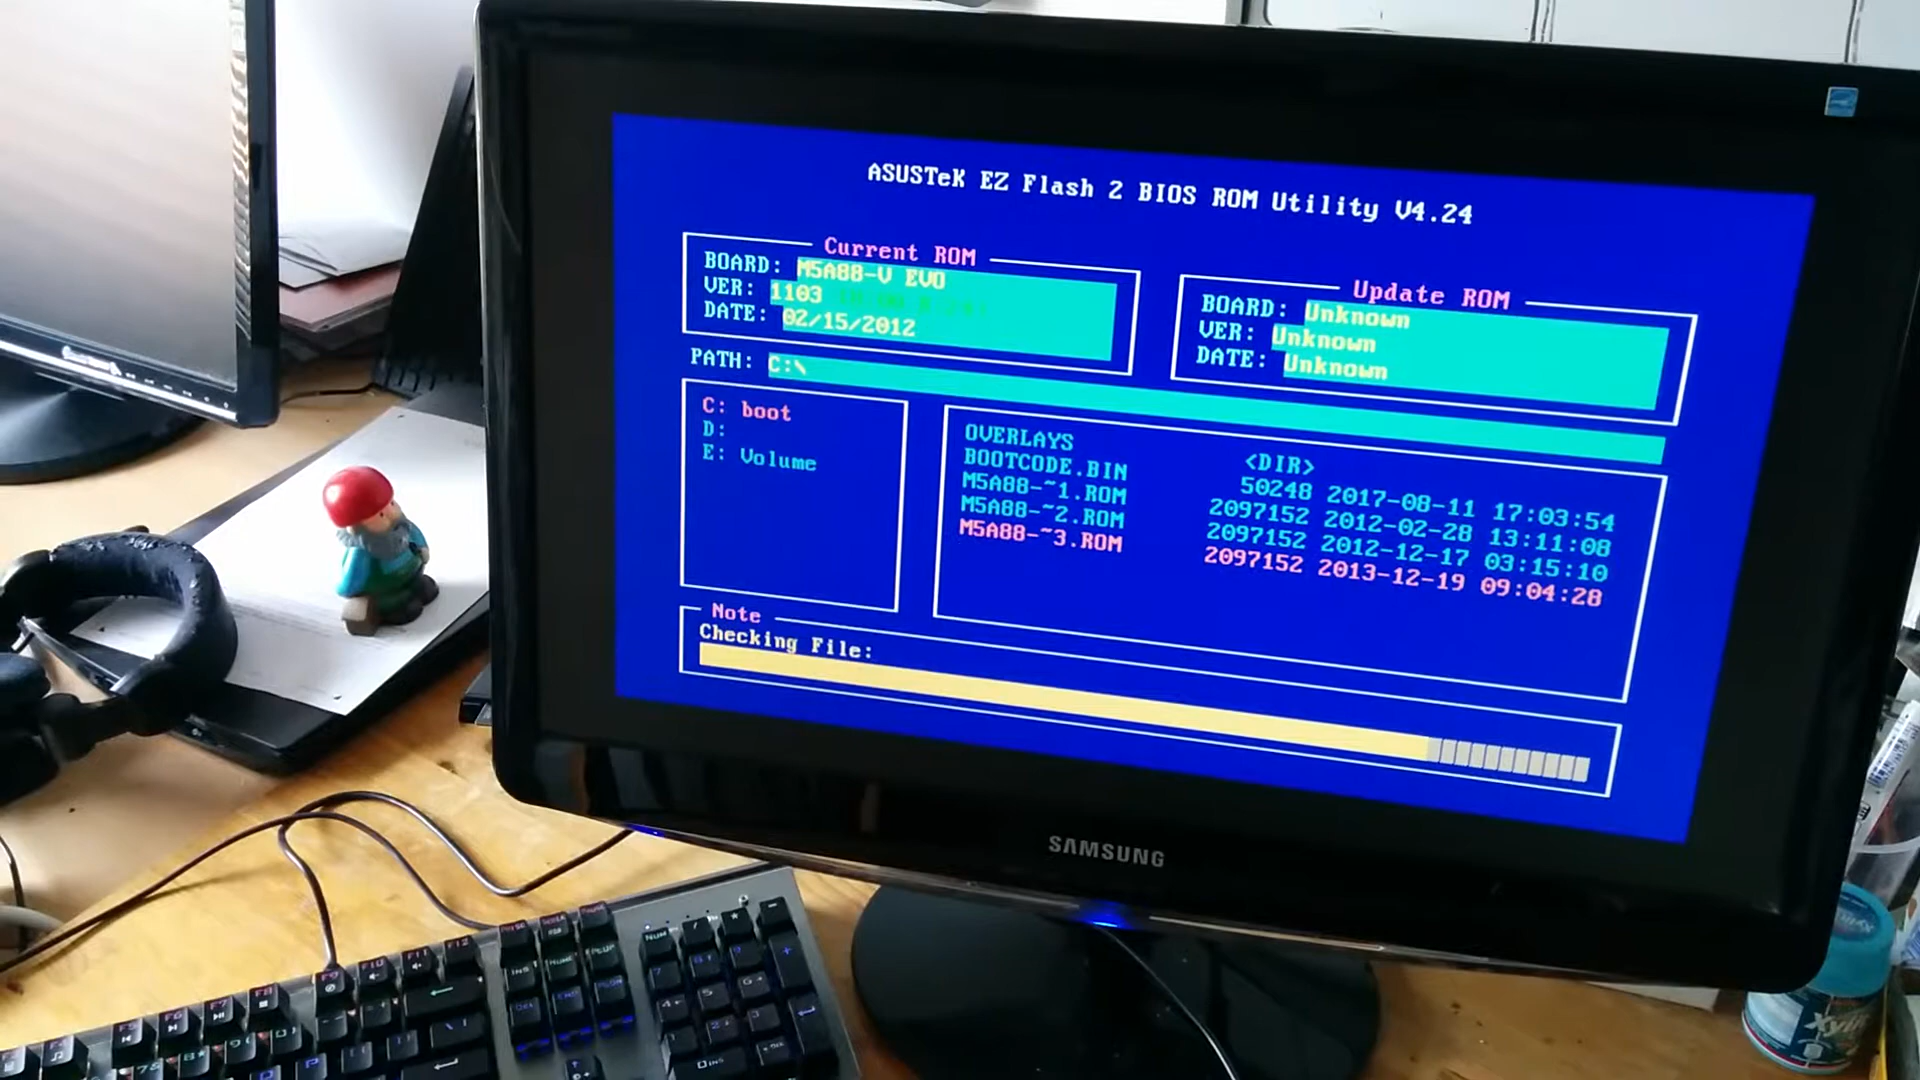 ASUSTeK EZ Flash 2 BIOS ROM Utility V4.24
Current ROM
BOARD: M5A88-V EVO
VER: 1103
DATE: 02/15/2012
Update ROM
BOARD: Unknown
VER: Unknown
DATE: Unknown
PATH: C:\
C: boot
D:
E: Volume
OVERLAYS <DIR>
BOOTCODE.BIN 50248 2017-08-11 17:03:54
M5A88-~1.ROM 2097152 2012-02-28 13:11:08
M5A88-~2.ROM 2097152 2012-12-17 03:15:10
M5A88-~3.ROM 2097152 2013-12-19 09:04:28
Note
Checking File:
SAMSUNG